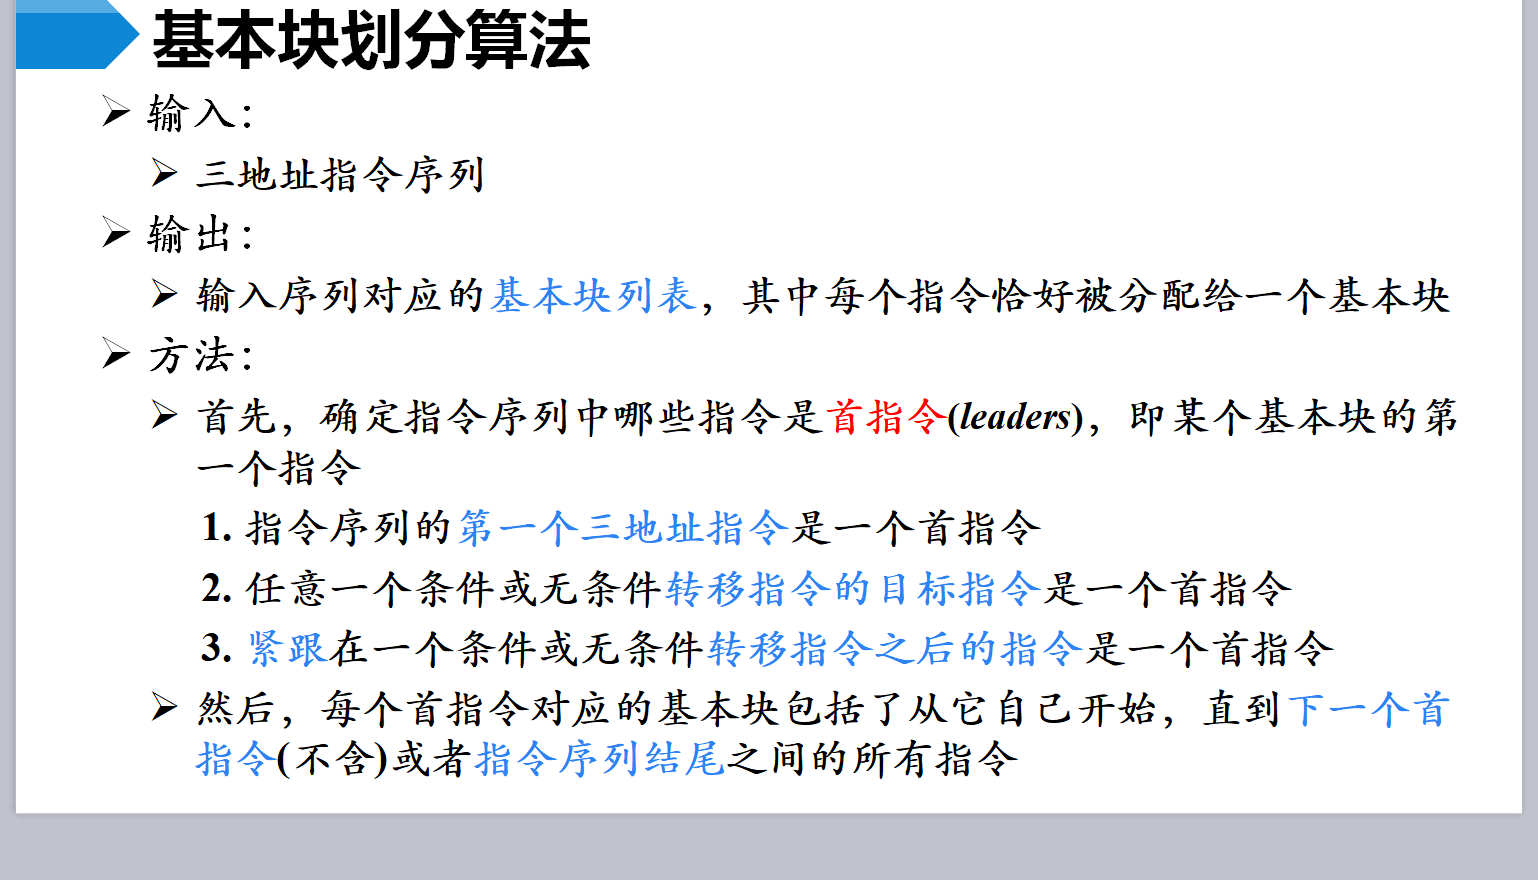 基本块划分算法
输入：
三地址指令序列
输出：
输入序列对应的基本块列表，其中每个指令恰好被分配给一个基本块
方法：
首先，确定指令序列中哪些指令是首指令(leaders)，即某个基本块的第
一个指令
1. 指令序列的第一个三地址指令是一个首指令
2. 任意一个条件或无条件转移指令的目标指令是一个首指令
3. 紧跟在一个条件或无条件转移指令之后的指令是一个首指令
然后，每个首指令对应的基本块包括了从它自己开始，直到下一个首
指令(不含)或者指令序列结尾之间的所有指令